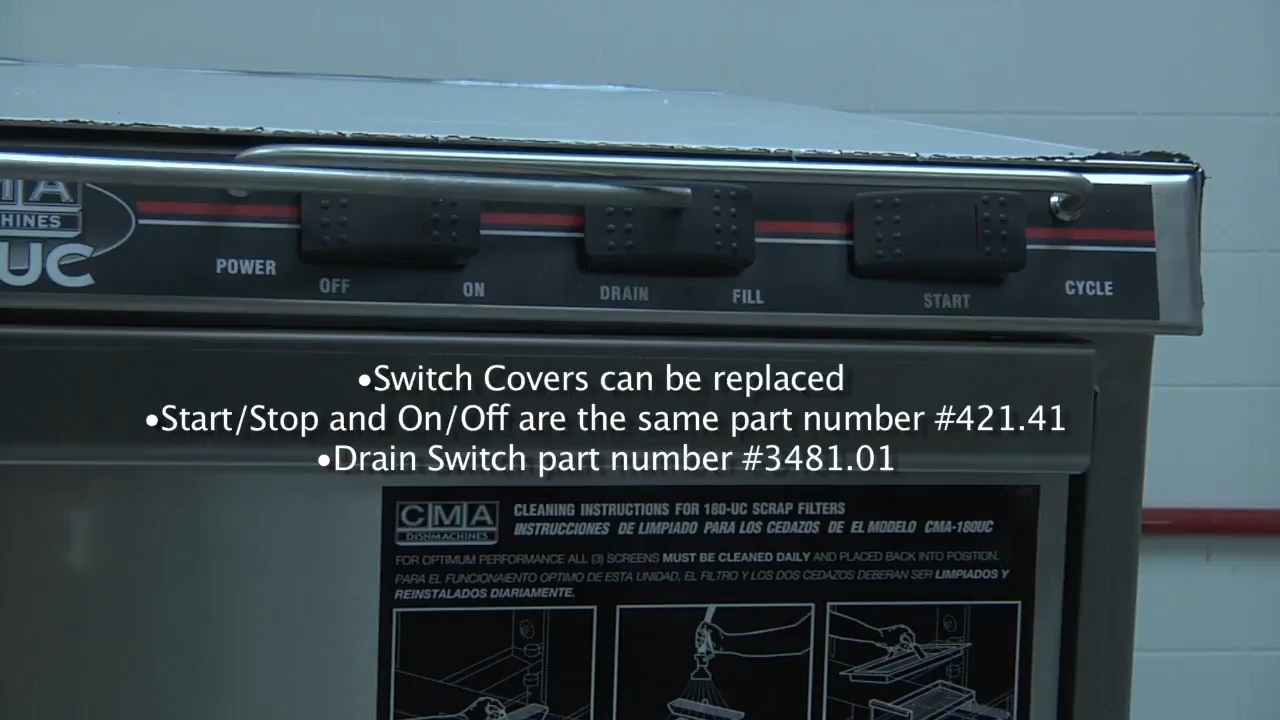 MA
HINES
UC
POWER
OFF
ON
DRAIN
FILL
START
CYCLE
•Switch Covers can be replaced
•Start/Stop and On/Off are the same part number #421.41
•Drain Switch part number #3481.01
CMA
DISHMACHINES
CLEANING INSTRUCTIONS FOR 180-UC SCRAP FILTERS
INSTRUCCIONES DE LIMPIADO PARA LOS CEDAZOS DE EL MODELO CMA-180UC
FOR OPTIMUM PERFORMANCE ALL (3) SCREENS MUST BE CLEANED DAILY AND PLACED BACK INTO POSITION.
PARA EL FUNCIONAIENTO OPTIMO DE ESTA UNIDAD, EL FILTRO Y LOS DOS CEDAZOS DEBERAN SER LIMPIADOS Y
REINSTALADOS DIARIAMENTE.